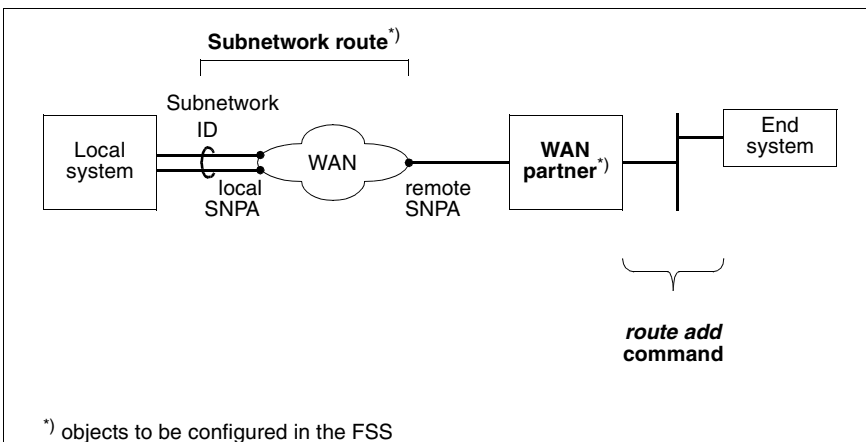 Subnetwork route*)
Subnetwork
ID
Local
system
WAN
local
SNPA
remote
SNPA
WAN
partner*)
End
system
route add
command
*) objects to be configured in the FSS